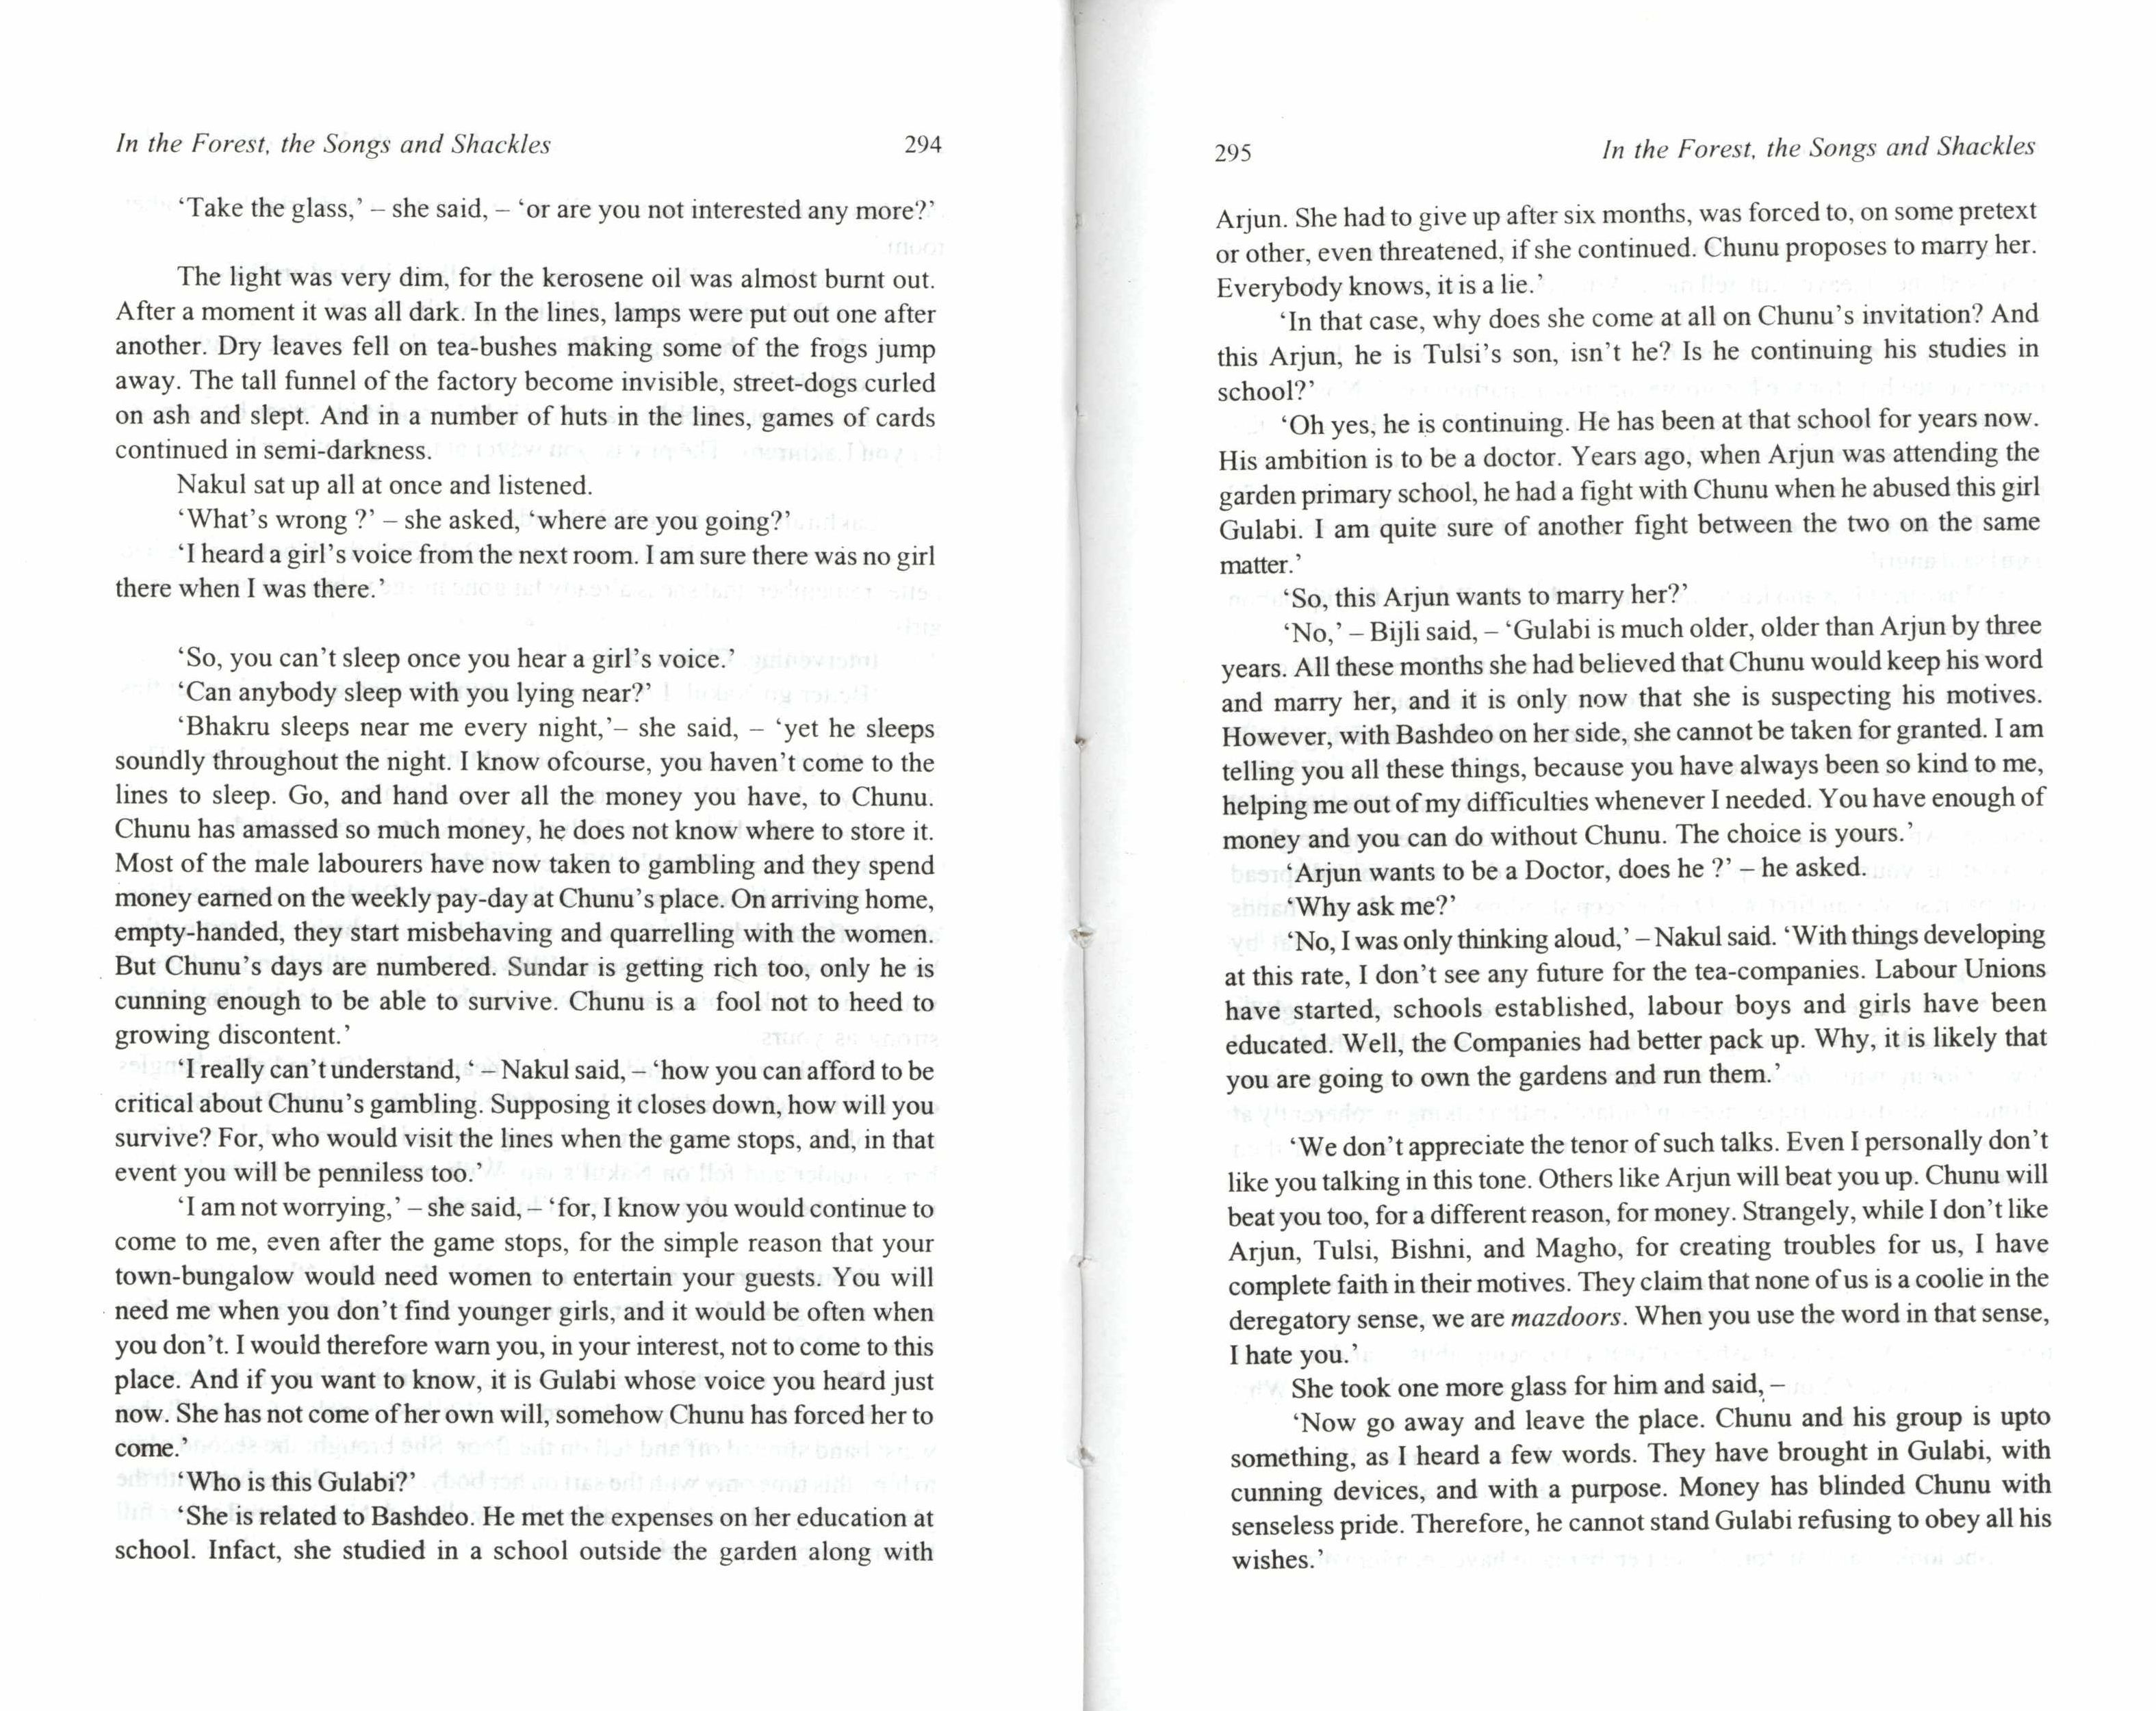 In the Forest, the Songs and Shackles 294
‘Take the glass,’ – she said, – ‘or are you not interested any more?’
The light was very dim, for the kerosene oil was almost burnt out.
After a moment it was all dark. In the lines, lamps were put out one after
another. Dry leaves fell on tea-bushes making some of the frogs jump
away. The tall funnel of the factory become invisible, street-dogs curled
on ash and slept. And in a number of huts in the lines, games of cards
continued in semi-darkness.
Nakul sat up all at once and listened.
‘What's wrong ?’ – she asked, ‘where are you going?’
‘I heard a girl’s voice from the next room. I am sure there was no girl
there when I was there.’
‘So, you can’t sleep once you hear a girl’s voice.’
‘Can anybody sleep with you lying near?’
‘Bhakru sleeps near me every night,’– she said, – ‘yet he sleeps
soundly throughout the night. I know ofcourse, you haven’t come to the
lines to sleep. Go, and hand over all the money you have, to Chunu.
Chunu has amassed so much money, he does not know where to store it.
Most of the male labourers have now taken to gambling and they spend
money earned on the weekly pay-day at Chunu’s place. On arriving home,
empty-handed, they start misbehaving and quarrelling with the women.
But Chunu’s days are numbered. Sundar is getting rich too, only he is
cunning enough to be able to survive. Chunu is a fool not to heed to
growing discontent.’
‘I really can’t understand, ‘ – Nakul said, – ‘how you can afford to be
critical about Chunu’s gambling. Supposing it closes down, how will you
survive? For, who would visit the lines when the game stops, and, in that
event you will be penniless too.’
‘I am not worrying,’ – she said, – ‘for, I know you would continue to
come to me, even after the game stops, for the simple reason that your
town-bungalow would need women to entertain your guests. You will
need me when you don’t find younger girls, and it would be often when
you don’t. I would therefore warn you, in your interest, not to come to this
place. And if you want to know, it is Gulabi whose voice you heard just
now. She has not come of her own will, somehow Chunu has forced her to
come.’
‘Who is this Gulabi?’
‘She is related to Bashdeo. He met the expenses on her education at
school. Infact, she studied in a school outside the garden along with
295 In the Forest, the Songs and Shackles
Arjun. She had to give up after six months, was forced to, on some pretext
or other, even threatened, if she continued. Chunu proposes to marry her.
Everybody knows, it is a lie.’
‘In that case, why does she come at all on Chunu’s invitation? And
this Arjun, he is Tulsi’s son, isn’t he? Is he continuing his studies in
school?’
‘Oh yes, he is continuing. He has been at that school for years now.
His ambition is to be a doctor. Years ago, when Arjun was attending the
garden primary school, he had a fight with Chunu when he abused this girl
Gulabi. I am quite sure of another fight between the two on the same
matter.’
‘So, this Arjun wants to marry her?’
‘No,’ – Bijli said, – ‘Gulabi is much older, older than Arjun by three
years. All these months she had believed that Chunu would keep his word
and marry her, and it is only now that she is suspecting his motives.
However, with Bashdeo on her side, she cannot be taken for granted. I am
telling you all these things, because you have always been so kind to me,
helping me out of my difficulties whenever I needed. You have enough of
money and you can do without Chunu. The choice is yours.’
‘Arjun wants to be a Doctor, does he ?’ – he asked.
‘Why ask me?’
‘No, I was only thinking aloud,’ – Nakul said. ‘With things developing
at this rate, I don’t see any future for the tea-companies. Labour Unions
have started, schools established, labour boys and girls have been
educated. Well, the Companies had better pack up. Why, it is likely that
you are going to own the gardens and run them.’
‘We don’t appreciate the tenor of such talks. Even I personally don’t
like you talking in this tone. Others like Arjun will beat you up. Chunu will
beat you too, for a different reason, for money. Strangely, while I don’t like
Arjun, Tulsi, Bishni, and Magho, for creating troubles for us, I have
complete faith in their motives. They claim that none of us is a coolie in the
deregatory sense, we are mazdoors. When you use the word in that sense,
I hate you.’
She took one more glass for him and said, –
‘Now go away and leave the place. Chunu and his group is upto
something, as I heard a few words. They have brought in Gulabi, with
cunning devices, and with a purpose. Money has blinded Chunu with
senseless pride. Therefore, he cannot stand Gulabi refusing to obey all his
wishes.’